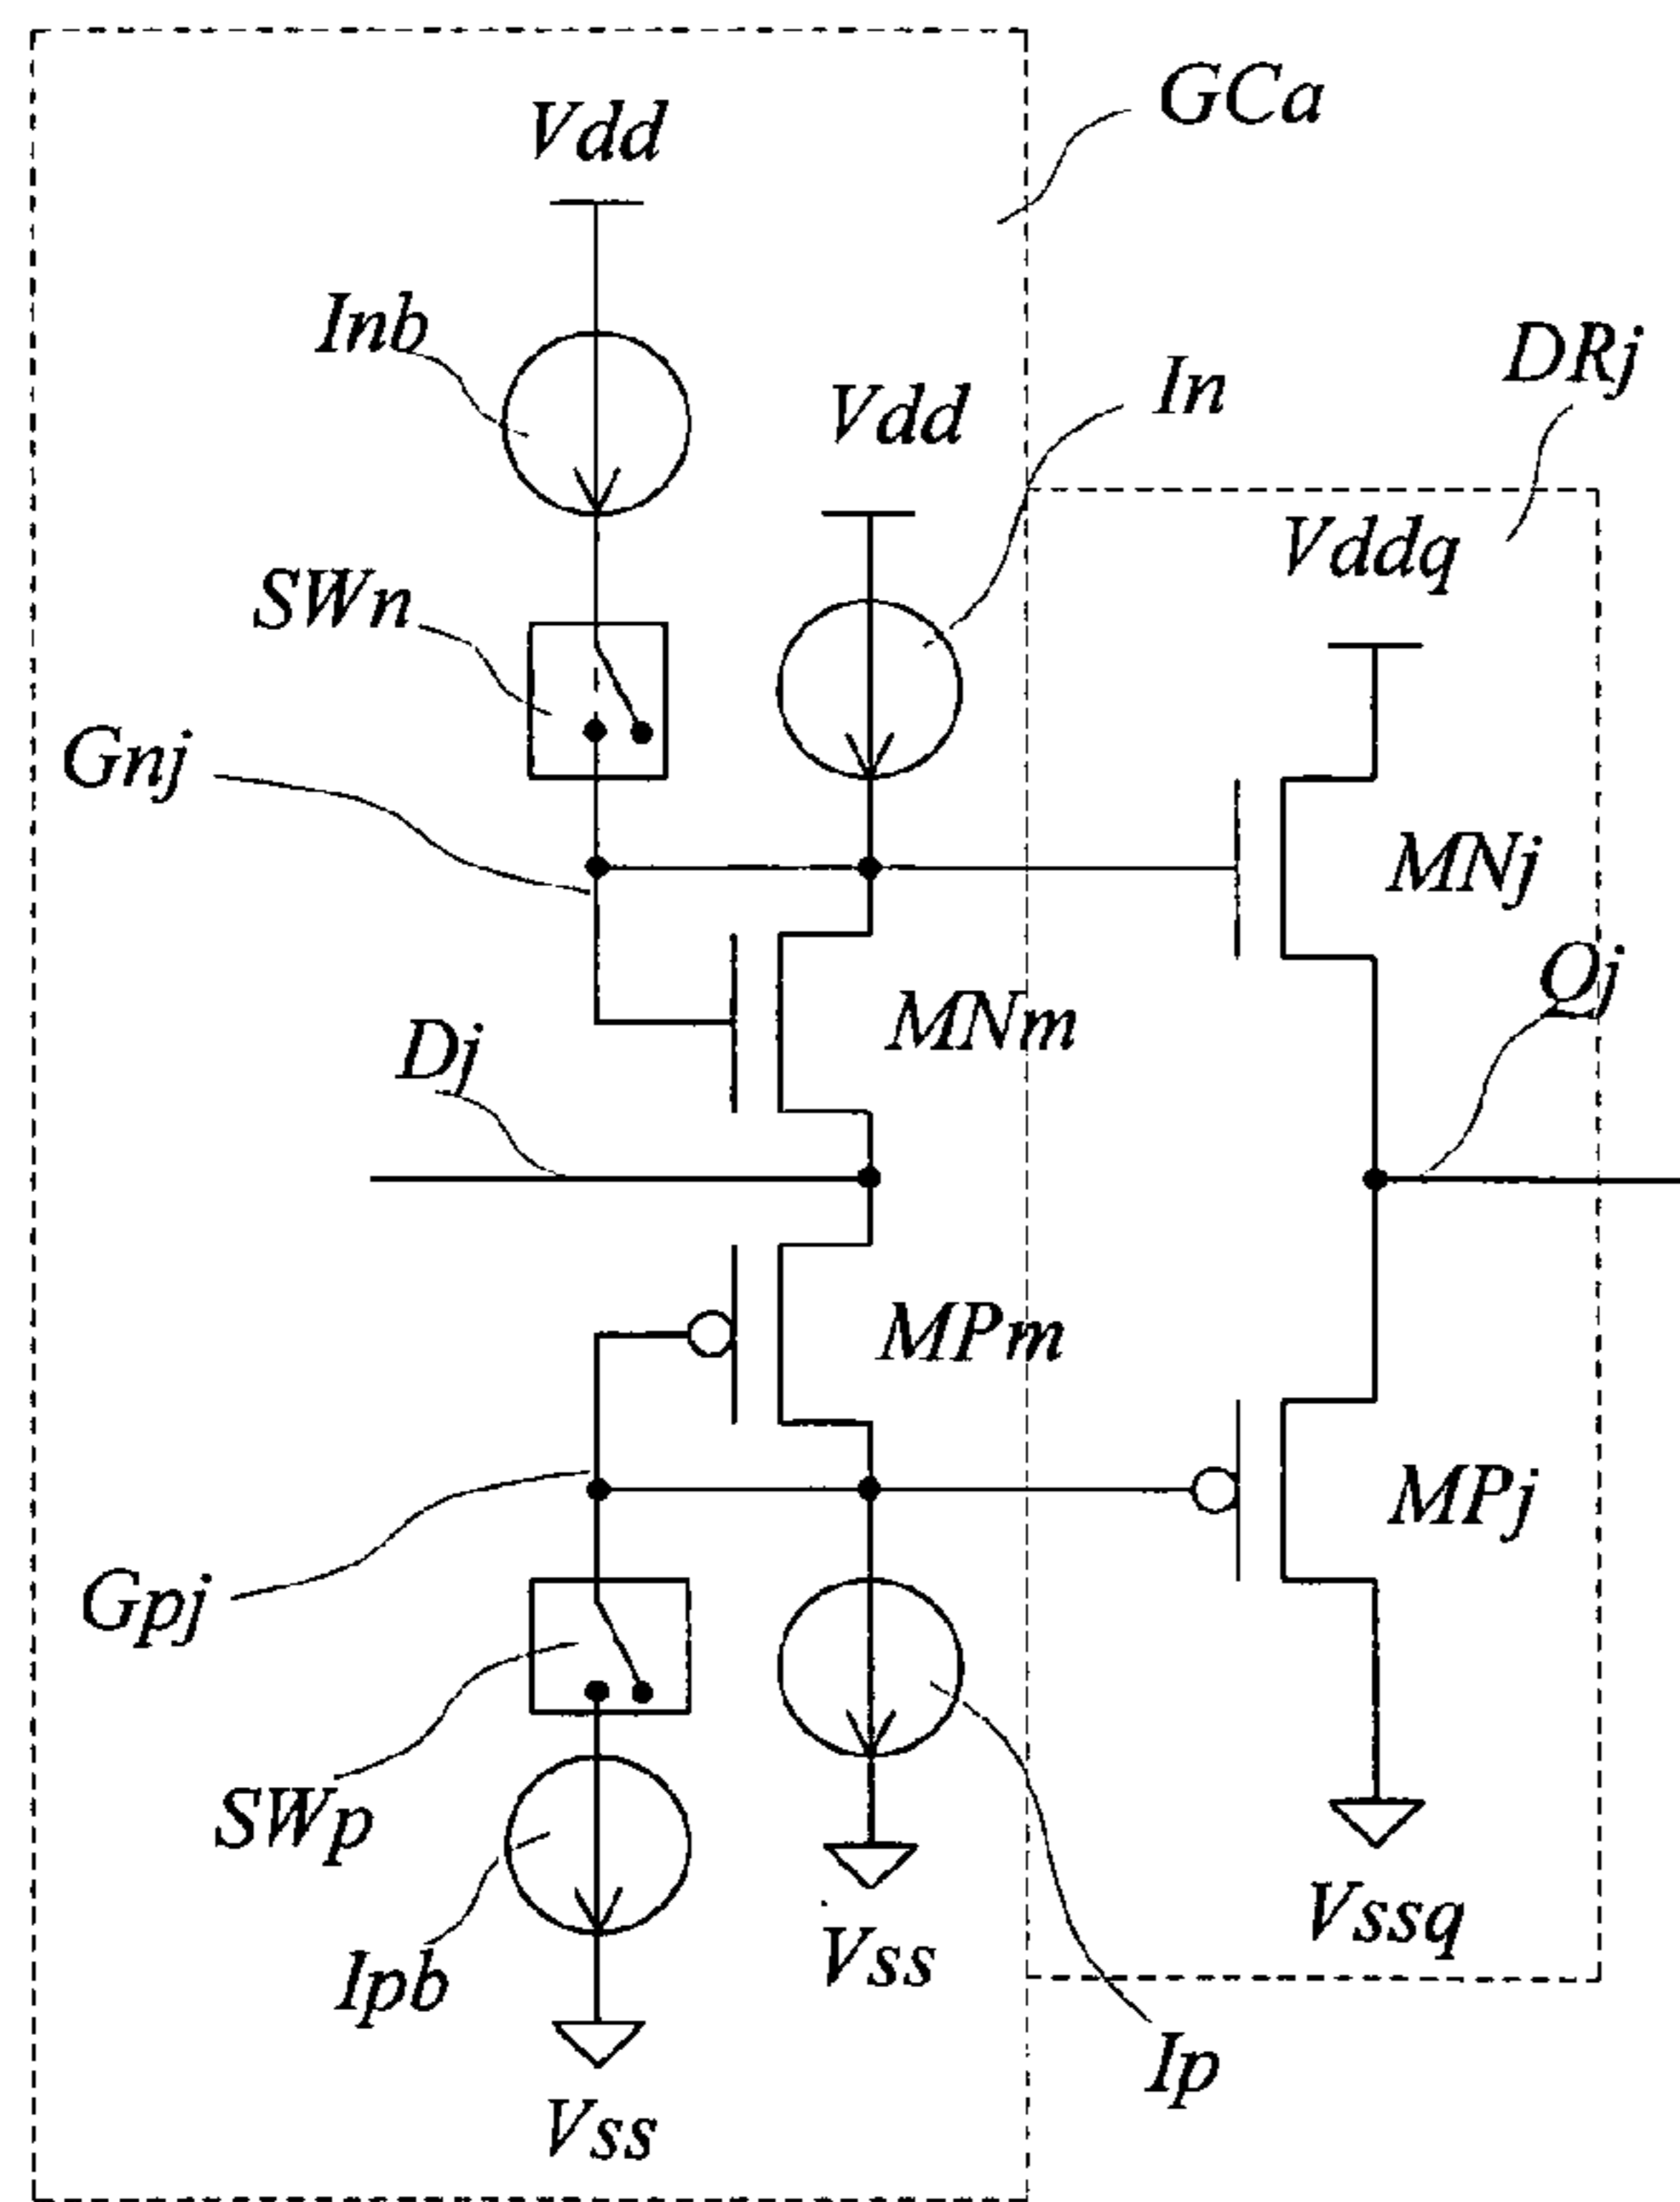 GCa
Vdd
Inb
DRj
In
Vdd
Vddq
SWn
Gnj
MNj
Qj
MNm
Dj
MPm
MPj
Gpj
SWp
Vssq
Vss
Ipb
Ip
Vss